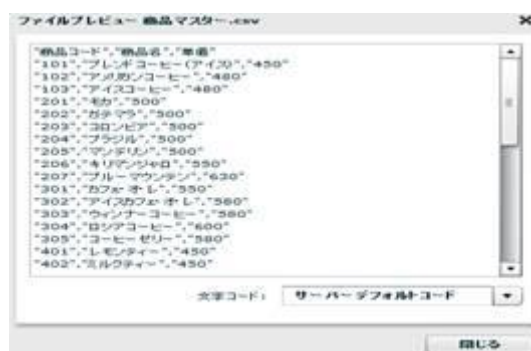 ファイルプレビュー 商品マスター.csv
"商品コード","商品名","単価"
"101","ブレンドコーヒー(アイス)","450"
"102","アメリカンコーヒー","480"
"103","アイスコーヒー","480"
"201","モカ","500"
"202","ガテマラ","500"
"203","コロンビア","500"
"204","ブラジル","500"
"205","マンデリン","500"
"206","キリマンジャロ","550"
"207","ブルーマウンテン","620"
"301","カフェ・オ・レ","550"
"302","アイスカフェ・オ・レ","580"
"303","ウィンナーコーヒー","580"
"304","ロシアコーヒー","600"
"305","コーヒーゼリー","580"
"401","レモンティー","450"
"402","ミルクティー","450"
文字コード: サーバーデフォルトコード
閉じる